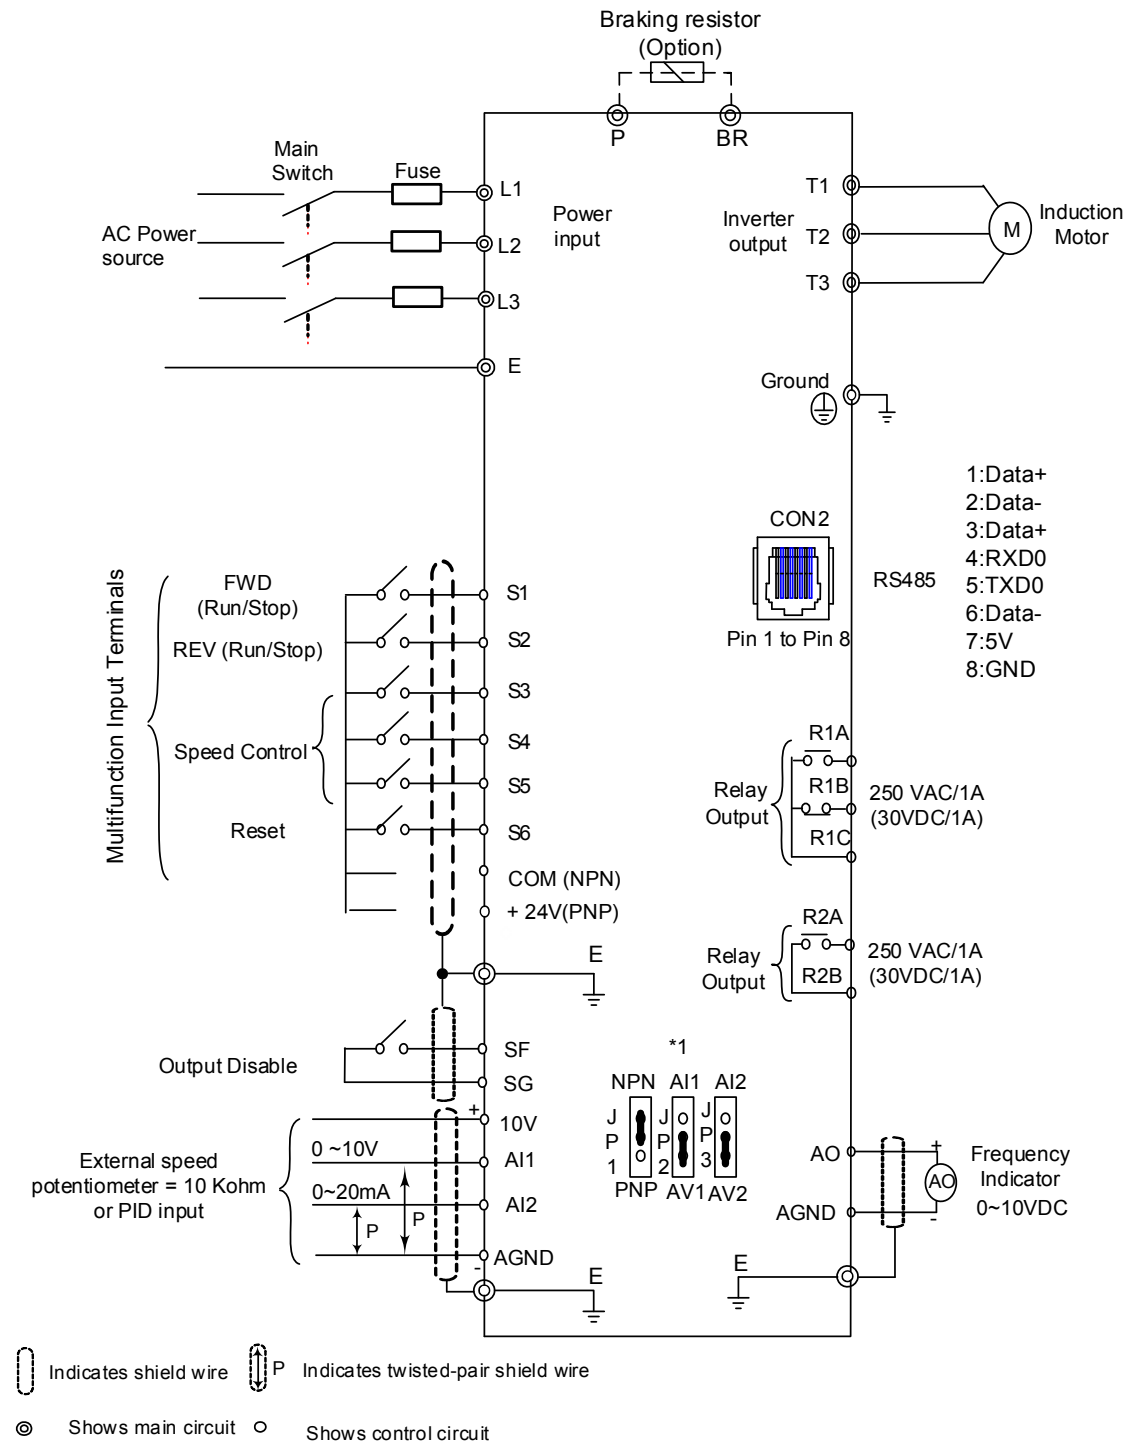 Braking resistor
(Option)
P
BR
Main
Switch
Fuse
L1
T1
Power
input
Inverter
output
Induction
Motor
M
AC Power
source
L2
T2
L3
T3
E
Ground
1:Data+
2:Data-
3:Data+
4:RXD0
5:TXD0
6:Data-
7:5V
8:GND
CON2
RS485
Pin 1 to Pin 8
Multifunction Input Terminals
FWD
(Run/Stop)
S1
REV (Run/Stop)
S2
S3
Speed Control
S4
S5
Reset
S6
COM (NPN)
+ 24V(PNP)
E
R1A
Relay
Output
R1B
250 VAC/1A
(30VDC/1A)
R1C
R2A
Relay
Output
R2B
250 VAC/1A
(30VDC/1A)
Output Disable
SF
SG
*1
NPN AI1 AI2
JP1
JP2
JP3
PNP AV1 AV2
+
10V
External speed
potentiometer = 10 Kohm
or PID input
0 ~10V
AI1
0~20mA
AI2
P
P
AGND
-
E
AO
+
AO
Frequency
Indicator
0~10VDC
AGND
-
E
Indicates shield wire
P
Indicates twisted-pair shield wire
Shows main circuit
Shows control circuit